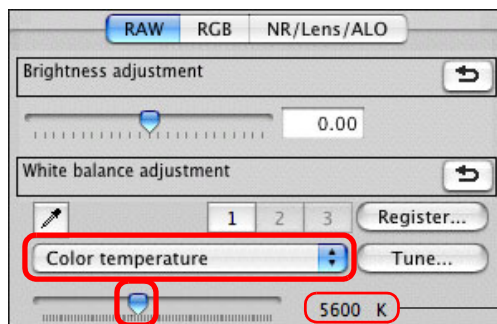 RAW RGB NR/Lens/ALO
Brightness adjustment
0.00
White balance adjustment
1 2 3 Register...
Color temperature Tune...
5600 K